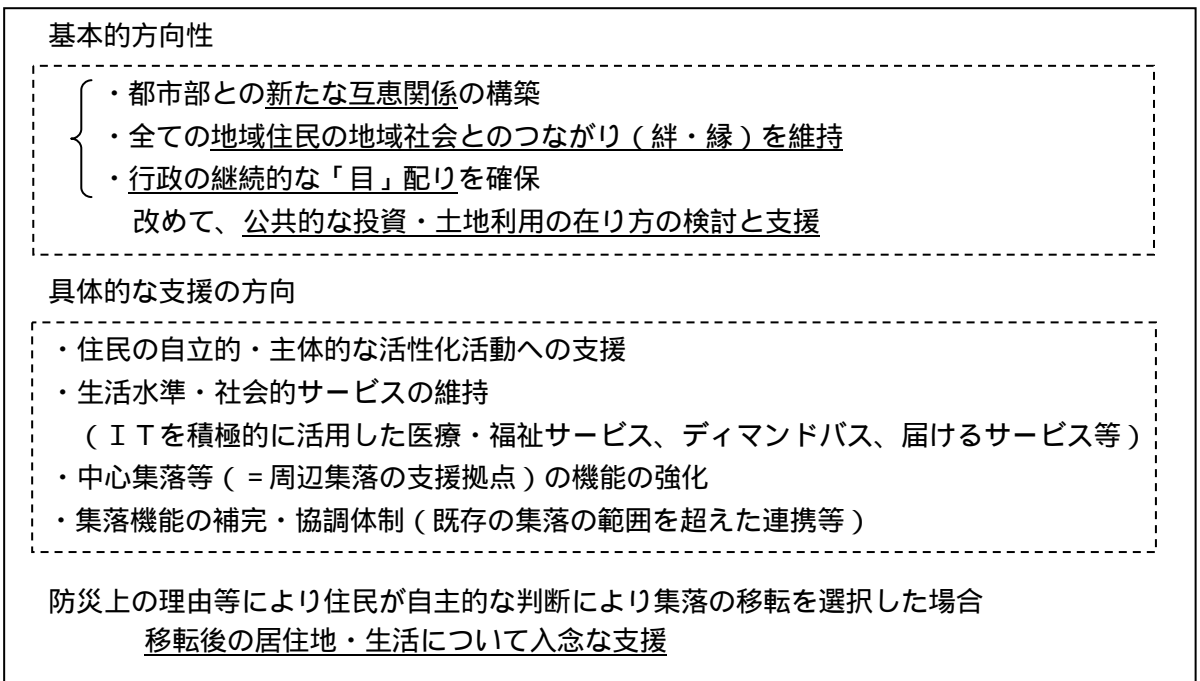 基本的方向性
・都市部との新たな互恵関係の構築
・全ての地域住民の地域社会とのつながり（絆・縁）を維持
・行政の継続的な「目」配りを確保
改めて、公共的な投資・土地利用の在り方の検討と支援
具体的な支援の方向
・住民の自立的・主体的な活性化活動への支援
・生活水準・社会的サービスの維持
（ＩＴを積極的に活用した医療・福祉サービス、ディマンドバス、届けるサービス等）
・中心集落等（＝周辺集落の支援拠点）の機能の強化
・集落機能の補完・協調体制（既存の集落の範囲を超えた連携等）
防災上の理由等により住民が自主的な判断により集落の移転を選択した場合
移転後の居住地・生活について入念な支援